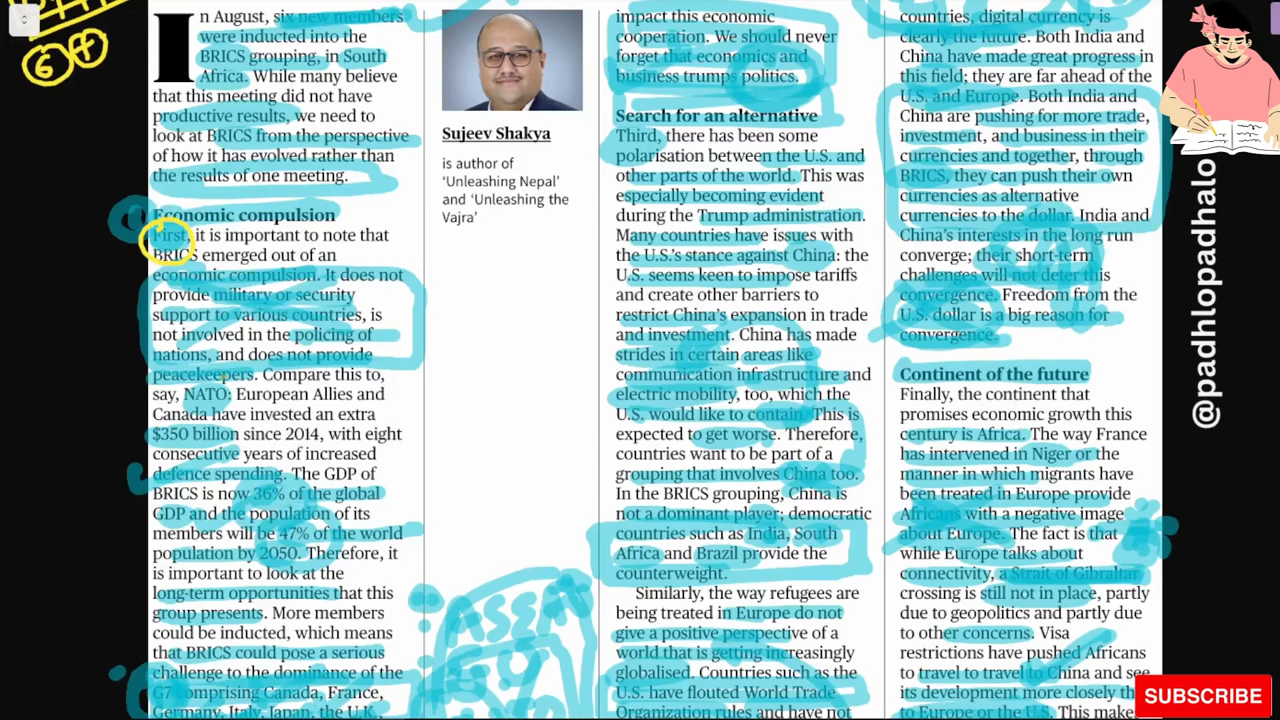 6 4
In August, six new members
were inducted into the
BRICS grouping, in South
Africa. While many believe
that this meeting did not have
productive results, we need to
look at BRICS from the perspective
of how it has evolved rather than
the results of one meeting.
Economic compulsion
First, it is important to note that
BRICS emerged out of an
economic compulsion. It does not
provide military or security
support to various countries, is
not involved in the policing of
nations, and does not provide
peacekeepers. Compare this to,
say, NATO: European Allies and
Canada have invested an extra
$350 billion since 2014, with eight
consecutive years of increased
defence spending. The GDP of
BRICS is now 36% of the global
GDP and the population of its
members will be 47% of the world
population by 2050. Therefore, it
is important to look at the
long-term opportunities that this
group presents. More members
could be inducted, which means
that BRICS could pose a serious
challenge to the dominance of the
G7 comprising Canada, France,
Germany, Italy, Japan, the U.K.,
Sujeev Shakya
is author of
‘Unleashing Nepal’
and ‘Unleashing the
Vajra’
ASEAN
impact this economic
cooperation. We should never
forget that economics and
business trumps politics.
Search for an alternative
Third, there has been some
polarisation between the U.S. and
other parts of the world. This was
especially becoming evident
during the Trump administration.
Many countries have issues with
the U.S.’s stance against China: the
U.S. seems keen to impose tariffs
and create other barriers to
restrict China’s expansion in trade
and investment. China has made
strides in certain areas like
communication infrastructure and
electric mobility, too, which the
U.S. would like to contain. This is
expected to get worse. Therefore,
countries want to be part of a
grouping that involves China too.
In the BRICS grouping, China is
not a dominant player; democratic
countries such as India, South
Africa and Brazil provide the
counterweight.
Similarly, the way refugees are
being treated in Europe do not
give a positive perspective of a
world that is getting increasingly
globalised. Countries such as the
U.S. have flouted World Trade
Organization rules and have not
countries, digital currency is
clearly the future. Both India and
China have made great progress in
this field; they are far ahead of the
U.S. and Europe. Both India and
China are pushing for more trade,
investment, and business in their
currencies and together, through
BRICS, they can push their own
currencies as alternative
currencies to the dollar. India and
China’s interests in the long run
converge; their short-term
challenges will not deter this
convergence. Freedom from the
U.S. dollar is a big reason for
convergence.
Continent of the future
Finally, the continent that
promises economic growth this
century is Africa. The way France
has intervened in Niger or the
manner in which migrants have
been treated in Europe provide
Africans with a negative image
about Europe. The fact is that
while Europe talks about
connectivity, a Strait of Gibraltar
crossing is still not in place, partly
due to geopolitics and partly due
to other concerns. Visa
restrictions have pushed Africans
to travel to travel to China and see
its development more closely th
to Europe or the U.S. This make
@padhlopadhalo
SUBSCRIBE